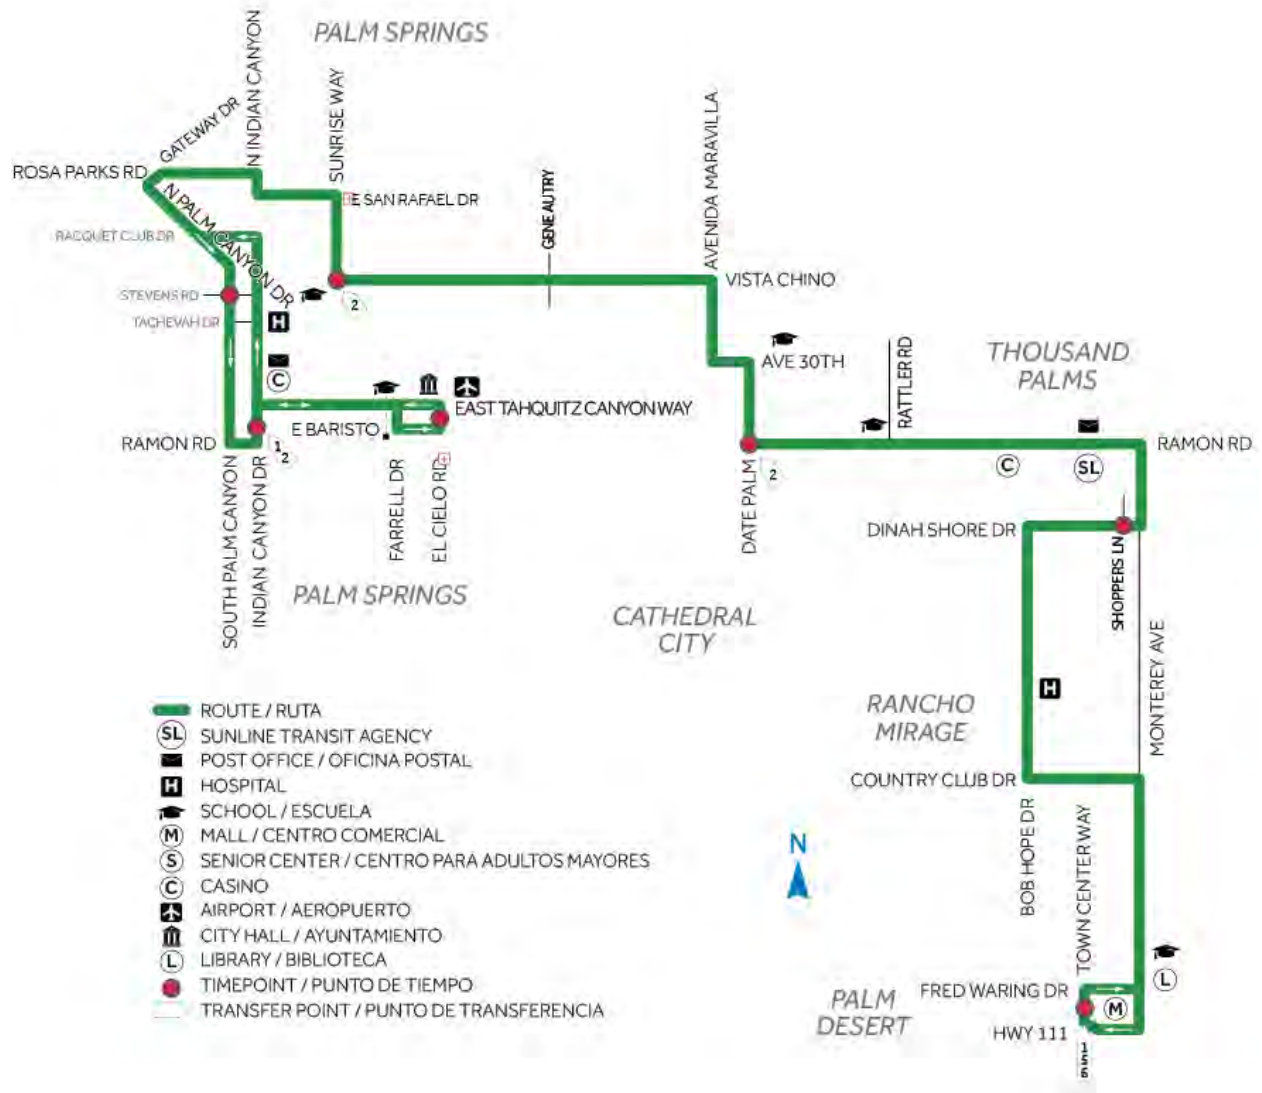 PALM SPRINGS
N INDIAN CANYON
GATEWAY DR
SUNRISE WAY
AVENIDA MARAVILLA
ROSA PARKS RD
N PALM CANYON DR
E SAN RAFAEL DR
GENE AUTRY
RACQUET CLUB DR
VISTA CHINO
STEVENS RD
2
TACHEVAH DR
H
C
AVE 30TH
RATTLER RD
THOUSAND
PALMS
EAST TAHQUITZ CANYON WAY
E BARISTO
RAMON RD
1
2
2
RAMON RD
C
SL
SOUTH PALM CANYON
INDIAN CANYON DR
FARRELL DR
EL CIELO RD
DATE PALM
DINAH SHORE DR
SHOPPERS LN
PALM SPRINGS
CATHEDRAL
CITY
MONTEREY AVE
H
RANCHO
MIRAGE
COUNTRY CLUB DR
BOB HOPE DR
TOWN CENTER WAY
N
L
FRED WARING DR
M
PALM
DESERT
HWY 111
1
5
6
ROUTE / RUTA
SL SUNLINE TRANSIT AGENCY
POST OFFICE / OFICINA POSTAL
H HOSPITAL
SCHOOL / ESCUELA
M MALL / CENTRO COMERCIAL
S SENIOR CENTER / CENTRO PARA ADULTOS MAYORES
C CASINO
AIRPORT / AEROPUERTO
CITY HALL / AYUNTAMIENTO
L LIBRARY / BIBLIOTECA
TIMEPOINT / PUNTO DE TIEMPO
TRANSFER POINT / PUNTO DE TRANSFERENCIA